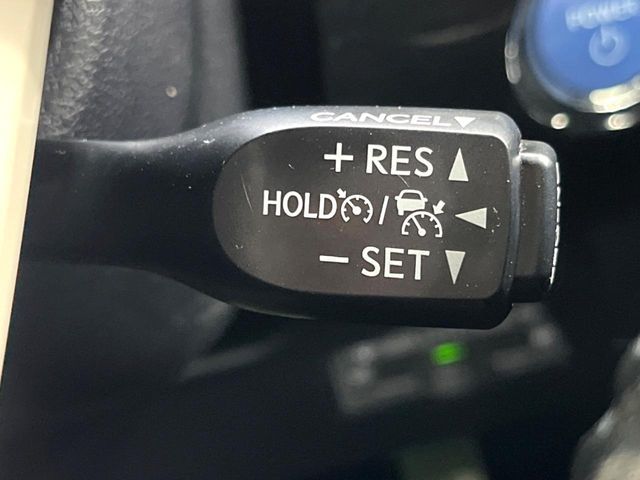 CANCEL▼
+ RES ▲
HOLD / ◀
− SET ▼
POWER